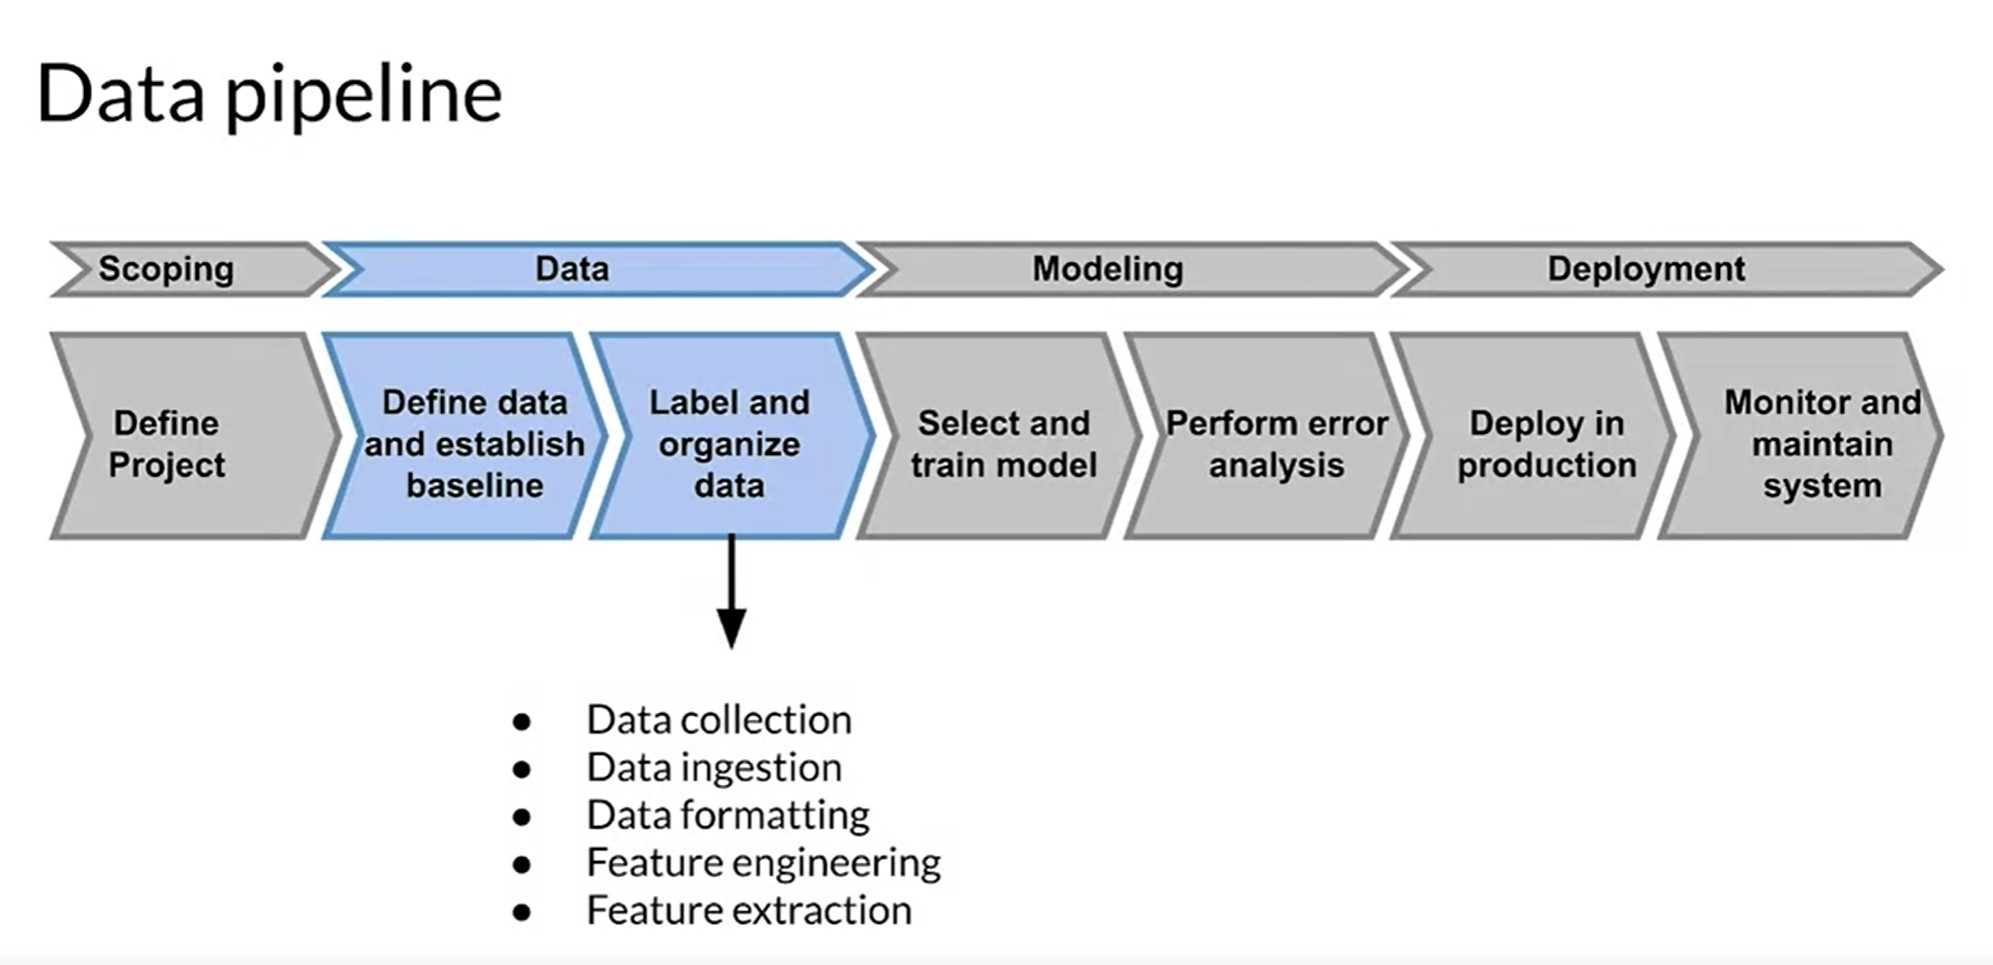 Data pipeline
Scoping
Data
Modeling
Deployment
Define
Project
Define data
and establish
baseline
Label and
organize
data
Select and
train model
Perform error
analysis
Deploy in
production
Monitor and
maintain
system
● Data collection
● Data ingestion
● Data formatting
● Feature engineering
● Feature extraction